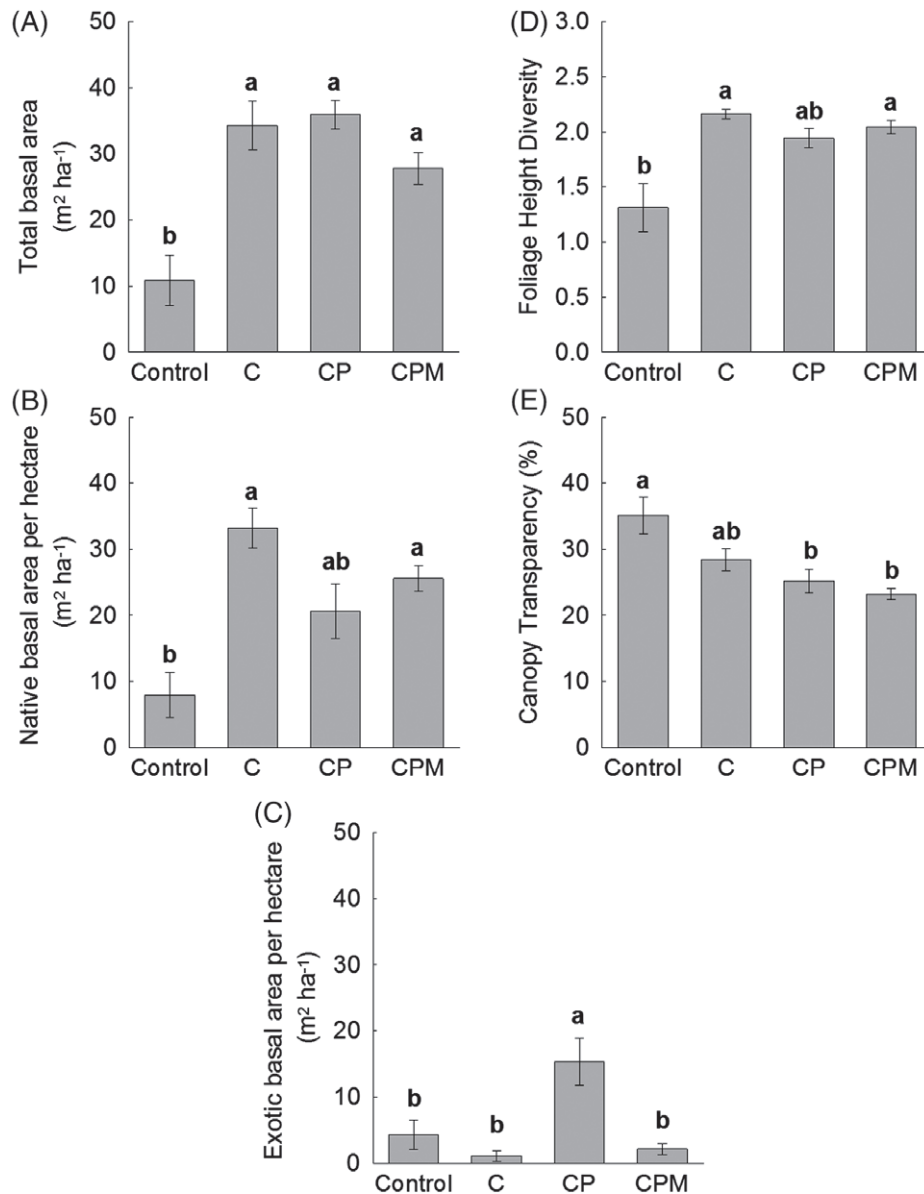 (A)
Total basal area
(m² ha⁻¹)
50
40
30
20
10
0
b
a
a
a
Control C CP CPM
(B)
Native basal area per hectare
(m² ha⁻¹)
50
40
30
20
10
0
b
a
ab
a
Control C CP CPM
(D)
Foliage Height Diversity
3.0
2.5
2.0
1.5
1.0
0.5
0.0
b
a
ab
a
Control C CP CPM
(E)
Canopy Transparency (%)
50
40
30
20
10
0
a
ab
b
b
Control C CP CPM
(C)
Exotic basal area per hectare
(m² ha⁻¹)
50
40
30
20
10
0
b
b
a
b
Control C CP CPM